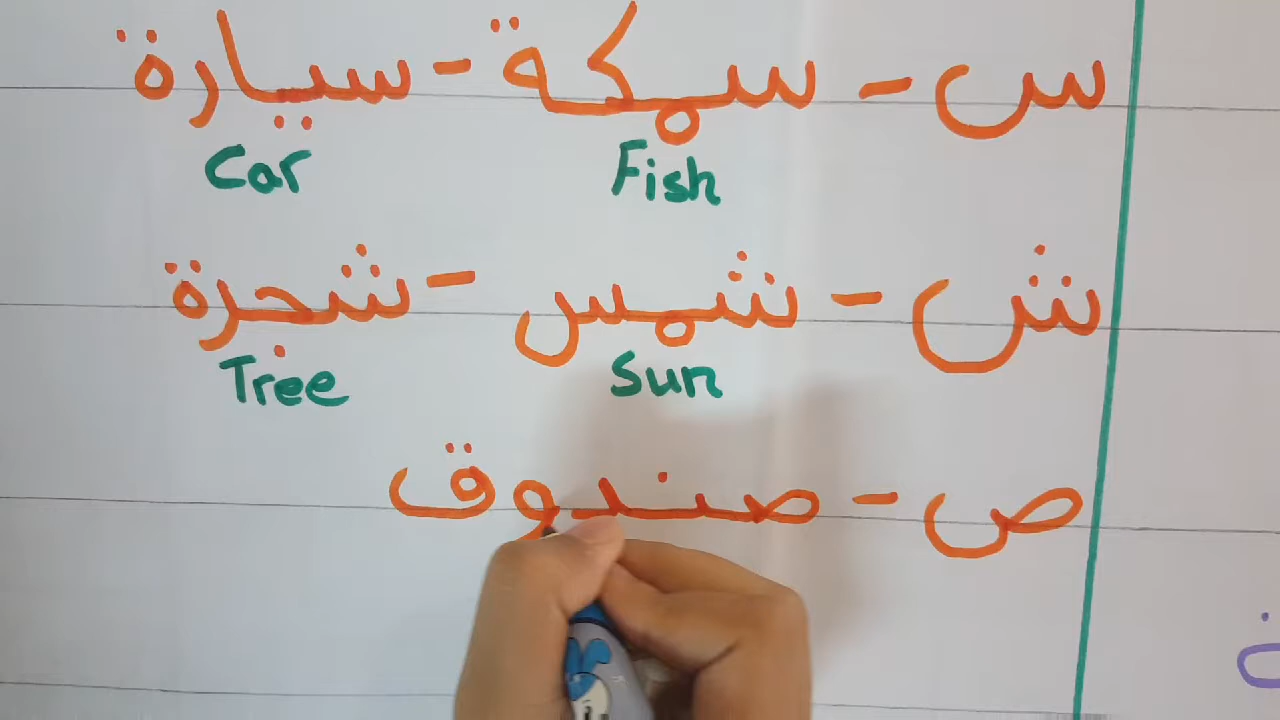 س - سمكة - سيارة
Fish Car
ش - شمس - شجرة
Sun Tree
ص - صندوق